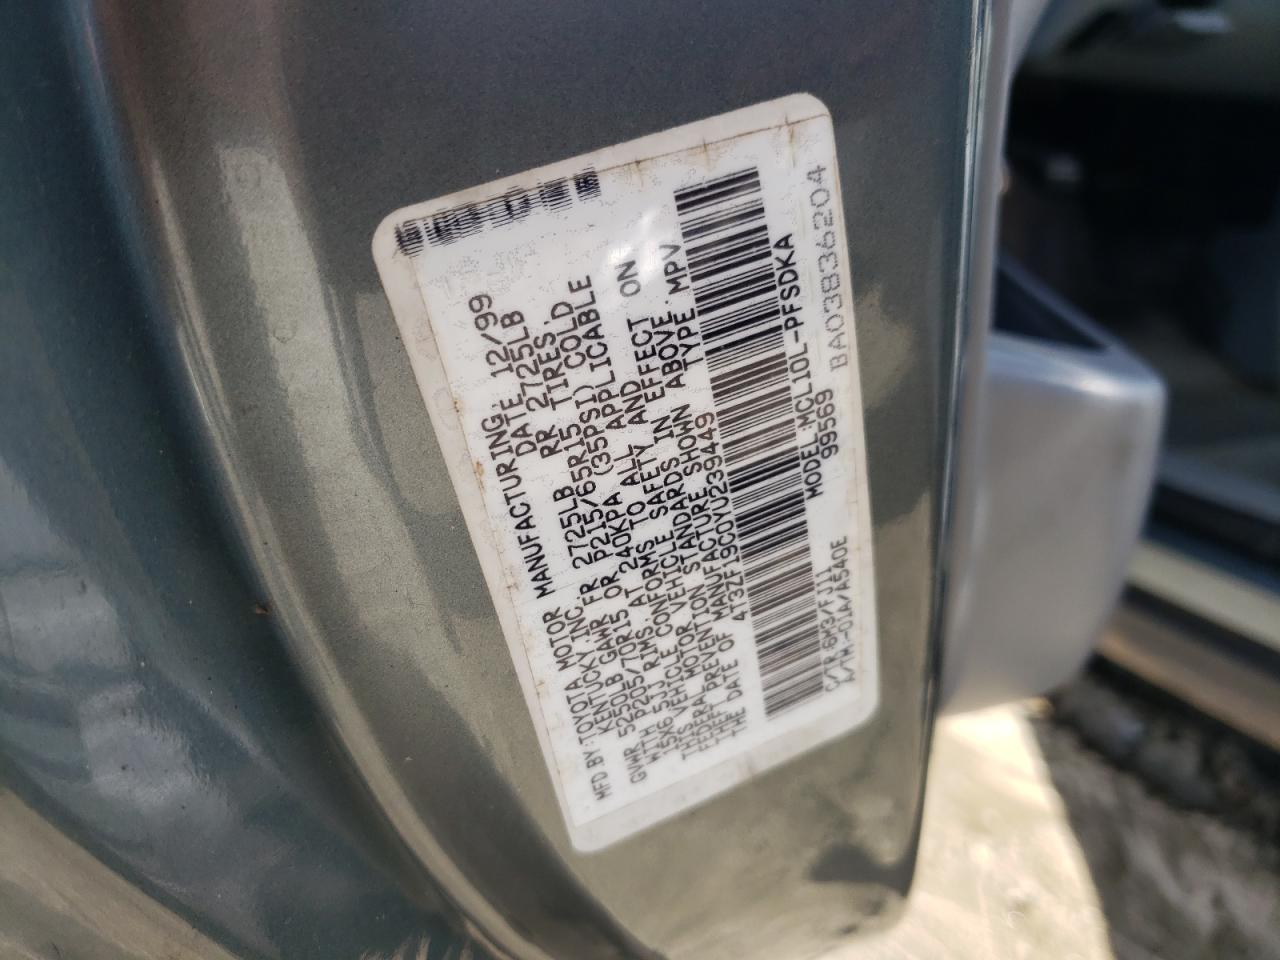 MFD BY: TOYOTA MOTOR MANUFACTURING, 12/99
KENTUCKY, INC. DATE
GVWR 5250LB GAWR FR 2725LB RR 2725LB
WITH P205/70R15 OR P215/65R15 TIRES
15X6 5JJ RIMS AT 240KPA (35PSI) COLD
THIS VEHICLE CONFORMS TO ALL APPLICABLE
FEDERAL MOTOR VEHICLE SAFETY AND
THEFT PREVENTION STANDARDS IN EFFECT ON
THE DATE OF MANUFACTURE SHOWN ABOVE.
4T3ZF19C0YU239449 TYPE: MPV
MODEL:MCL10L-PFSDKA
99569
C/TR:6M3/FJ11
A/TM:-01A/A540E
BA03836204